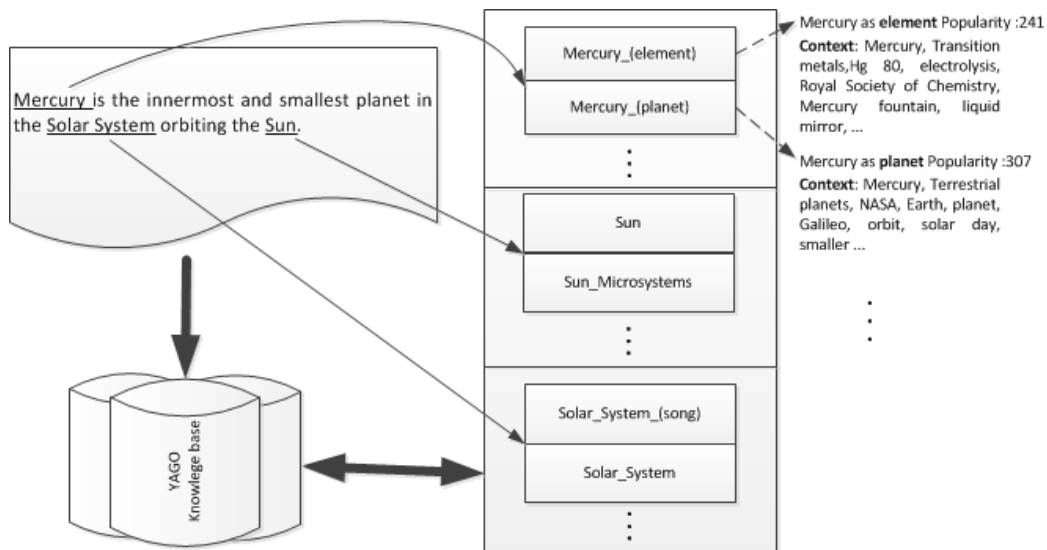 Mercury is the innermost and smallest planet in
the Solar System orbiting the Sun.
YAGO
Knowlege base
Mercury_(element)
Mercury_(planet)
Sun
Sun_Microsystems
Solar_System_(song)
Solar_System
Mercury as element Popularity :241
Context: Mercury, Transition
metals,Hg 80, electrolysis,
Royal Society of Chemistry,
Mercury fountain, liquid
mirror, ...
Mercury as planet Popularity :307
Context: Mercury, Terrestrial
planets, NASA, Earth, planet,
Galileo, orbit, solar day,
smaller ...